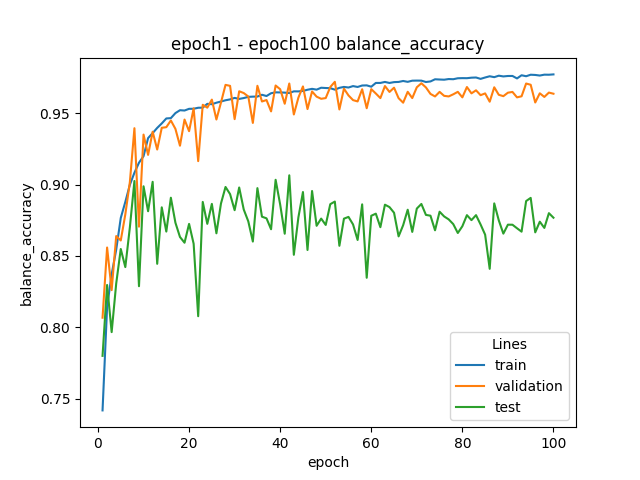 epoch1 - epoch100 balance_accuracy
balance_accuracy
0.95
0.90
0.85
0.80
0.75
0
20
40
60
80
100
epoch
Lines
train
validation
test